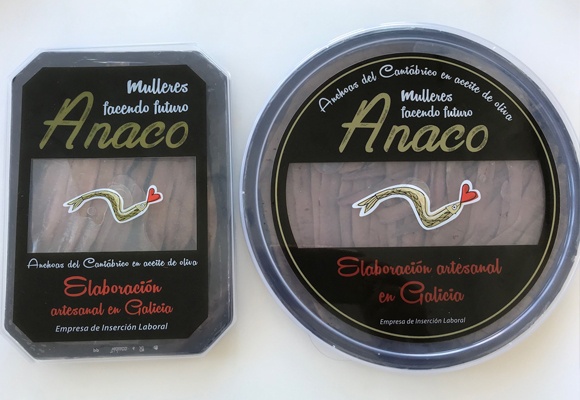 Mulleres
facendo futuro
Anaco
Anchoas del Cantábrico en aceite de oliva
Elaboración
artesanal en Galicia
Empresa de Inserción Laboral
Anchoas del Cantábrico en aceite de oliva
Mulleres
facendo futuro
Anaco
Elaboración artesanal
en Galicia
Empresa de Inserción Laboral